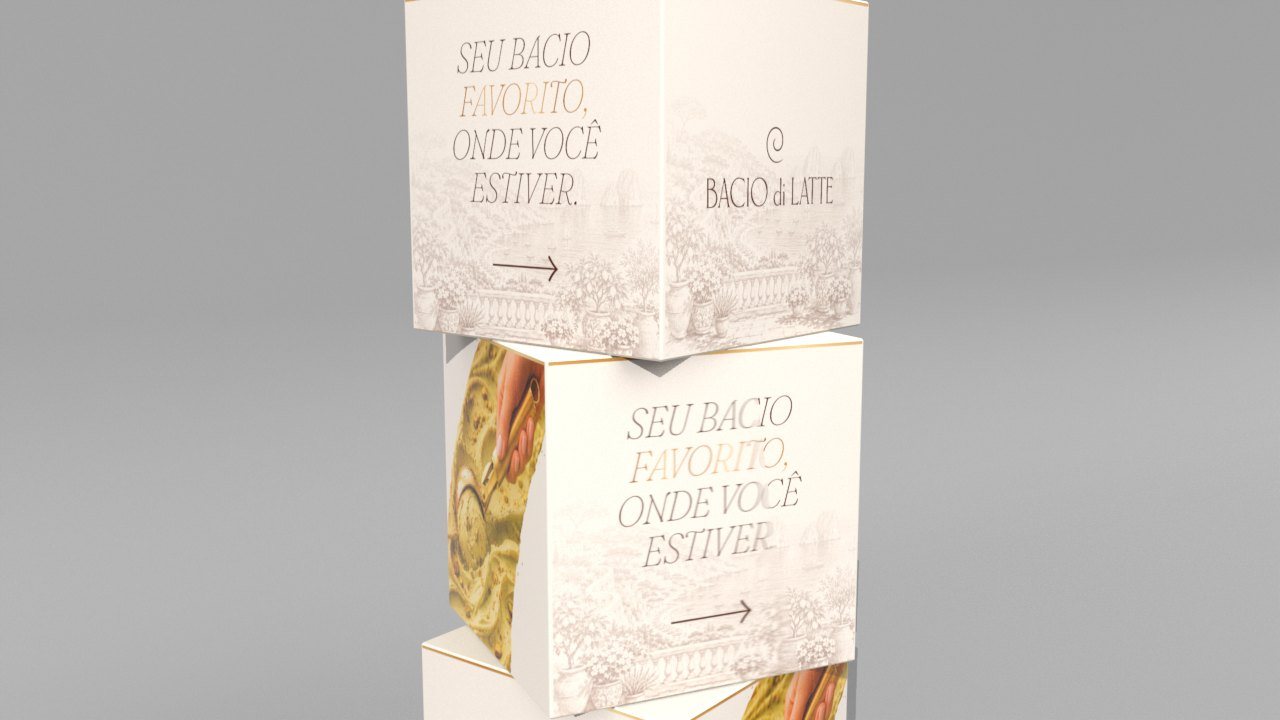 SEU BACIO
FAVORITO,
ONDE VOCÊ
ESTIVER.
BACIO di LATTE
SEU BACIO
FAVORITO,
ONDE VOCÊ
ESTIVER.